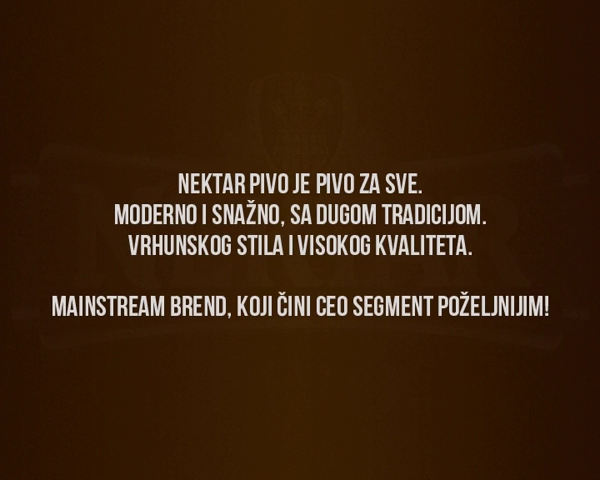 NEKTAR PIVO JE PIVO ZA SVE.
MODERNO I SNAŽNO, SA DUGOM TRADICIJOM.
VRHUNSKOG STILA I VISOKOG KVALITETA.
MAINSTREAM BREND, KOJI ČINI CEO SEGMENT POŽELJNIJIM!